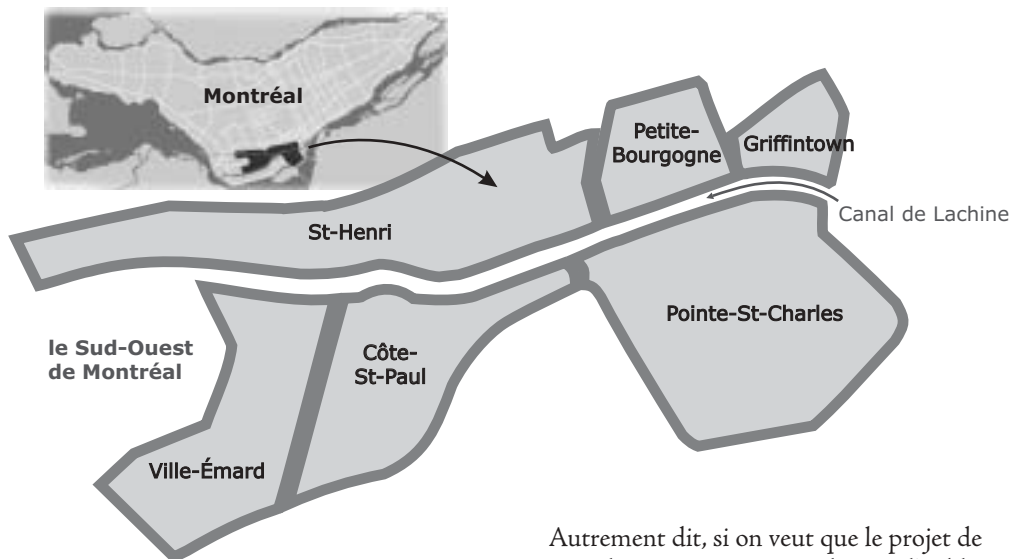 Montréal
Petite-
Bourgogne
Griffintown
Canal de Lachine
St-Henri
Pointe-St-Charles
le Sud-Ouest
de Montréal
Côte-
St-Paul
Ville-Émard
Autrement dit, si on veut que le projet de